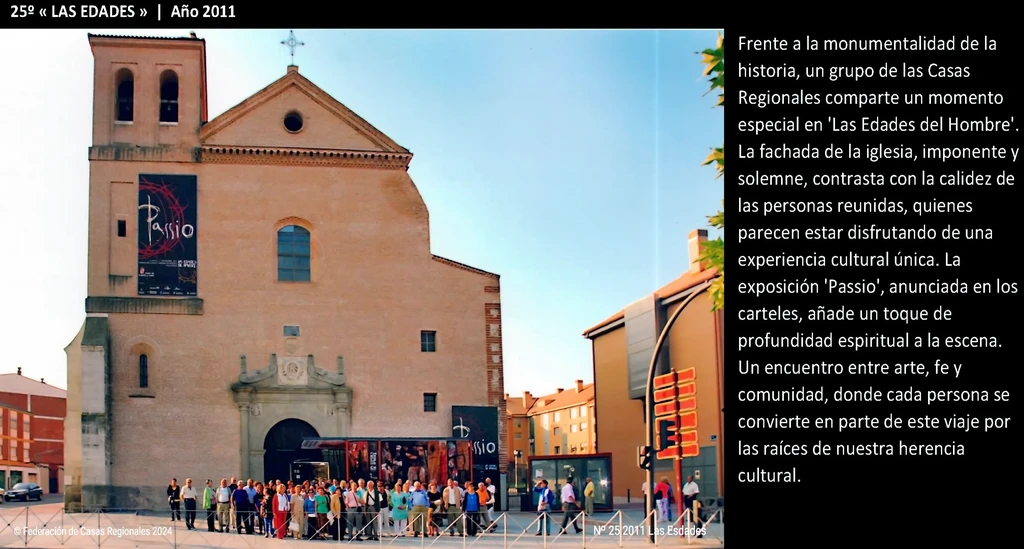 25º « LAS EDADES » | Año 2011
Frente a la monumentalidad de la
historia, un grupo de las Casas
Regionales comparte un momento
especial en 'Las Edades del Hombre'.
La fachada de la iglesia, imponente y
solemne, contrasta con la calidez de
las personas reunidas, quienes
parecen estar disfrutando de una
experiencia cultural única. La
exposición 'Passio', anunciada en los
carteles, añade un toque de
profundidad espiritual a la escena.
Un encuentro entre arte, fe y
comunidad, donde cada persona se
convierte en parte de este viaje por
las raíces de nuestra herencia
cultural.
Passio
Passio
© Federación de Casas Regionales 2024
Nº 25 2011 Las Esdades